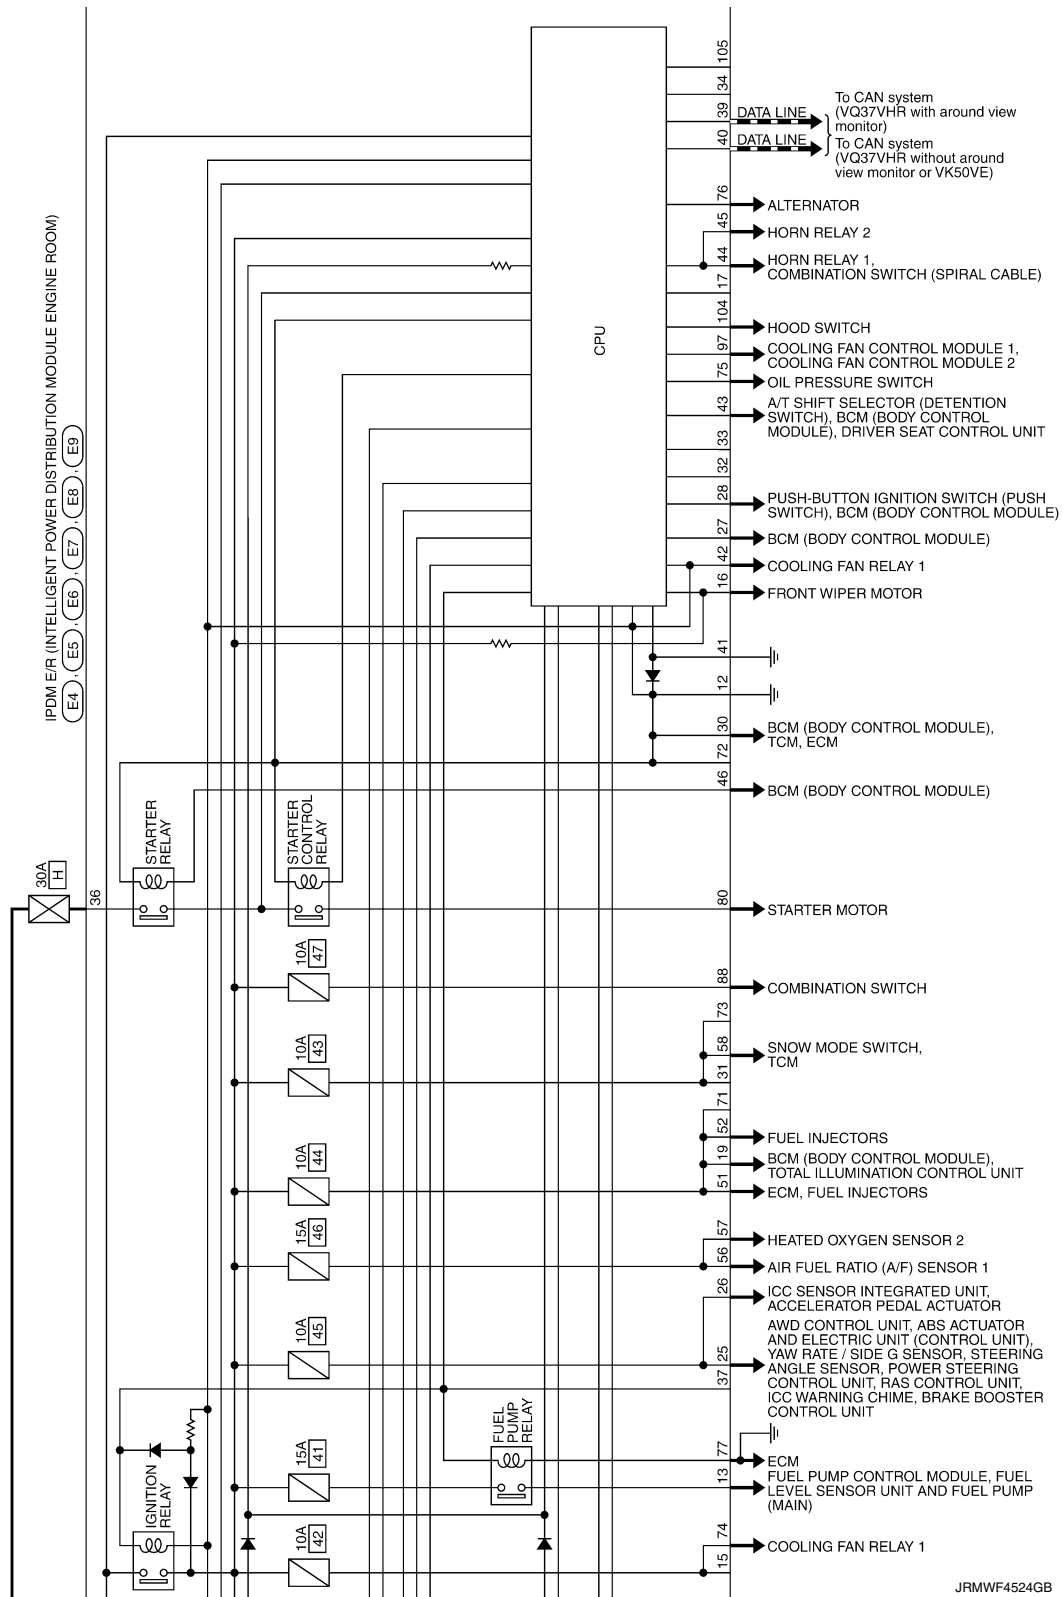 105
34
39
DATA LINE
To CAN system
(VQ37VHR with around view
monitor)
40
DATA LINE
To CAN system
(VQ37VHR without around
view monitor or VK50VE)
76
ALTERNATOR
45
HORN RELAY 2
44
HORN RELAY 1,
COMBINATION SWITCH (SPIRAL CABLE)
17
104
HOOD SWITCH
CPU
97
COOLING FAN CONTROL MODULE 1,
COOLING FAN CONTROL MODULE 2
75
OIL PRESSURE SWITCH
43
A/T SHIFT SELECTOR (DETENTION
SWITCH), BCM (BODY CONTROL
MODULE), DRIVER SEAT CONTROL UNIT
33
32
28
PUSH-BUTTON IGNITION SWITCH (PUSH
SWITCH), BCM (BODY CONTROL MODULE)
27
BCM (BODY CONTROL MODULE)
42
COOLING FAN RELAY 1
16
FRONT WIPER MOTOR
IPDM E/R (INTELLIGENT POWER DISTRIBUTION MODULE ENGINE ROOM)
E4 , E5 , E6 , E7 , E8 , E9
41
12
30
BCM (BODY CONTROL MODULE),
TCM, ECM
72
46
BCM (BODY CONTROL MODULE)
STARTER
RELAY
STARTER
CONTROL
RELAY
30A
H
36
80
STARTER MOTOR
10A
47
88
COMBINATION SWITCH
73
10A
43
58
SNOW MODE SWITCH,
TCM
31
71
52
FUEL INJECTORS
10A
44
19
BCM (BODY CONTROL MODULE),
TOTAL ILLUMINATION CONTROL UNIT
51
ECM, FUEL INJECTORS
15A
46
57
HEATED OXYGEN SENSOR 2
56
AIR FUEL RATIO (A/F) SENSOR 1
26
ICC SENSOR INTEGRATED UNIT,
ACCELERATOR PEDAL ACTUATOR
10A
45
25
AWD CONTROL UNIT, ABS ACTUATOR
AND ELECTRIC UNIT (CONTROL UNIT),
YAW RATE / SIDE G SENSOR, STEERING
ANGLE SENSOR, POWER STEERING
CONTROL UNIT, RAS CONTROL UNIT,
ICC WARNING CHIME, BRAKE BOOSTER
CONTROL UNIT
37
FUEL
PUMP
RELAY
77
ECM
15A
41
13
FUEL PUMP CONTROL MODULE, FUEL
LEVEL SENSOR UNIT AND FUEL PUMP
(MAIN)
IGNITION
RELAY
10A
42
74
COOLING FAN RELAY 1
15
JRMWF4524GB